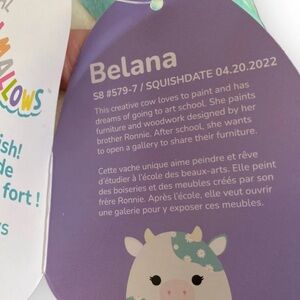 MALLOWS
ish!
de
fort !
rs
Belana
S8 #579-7 / SQUISHDATE 04.20.2022
This creative cow loves to paint and has
dreams of going to art school. She paints
furniture and woodwork designed by her
brother Ronnie. After school, she wants
to open a gallery to share their furniture.
Cette vache unique aime peindre et rêve
d'étudier à l'école des beaux-arts. Elle peint
des boiseries et des meubles créés par son
frère Ronnie. Après l'école, elle veut ouvrir
une galerie pour y exposer ces meubles.